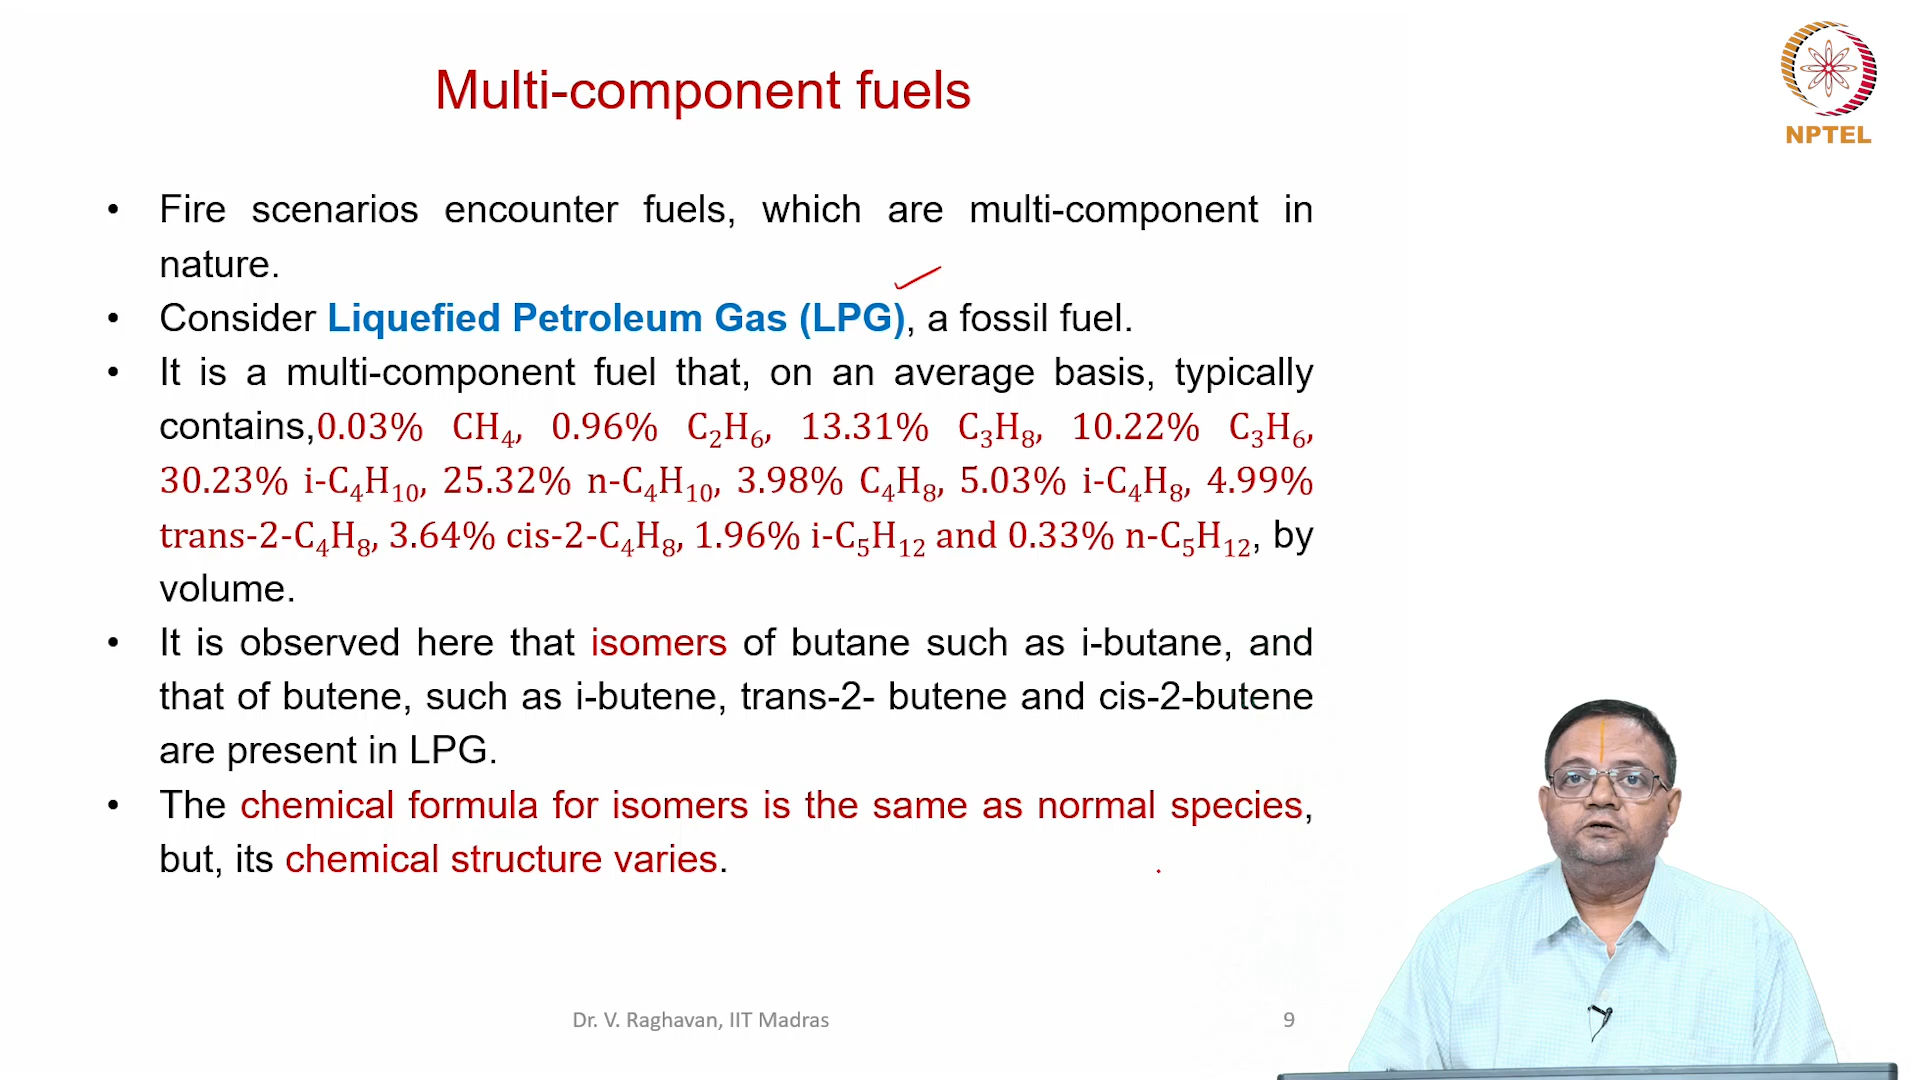 Multi-component fuels
NPTEL
• Fire scenarios encounter fuels, which are multi-component in
nature.
• Consider Liquefied Petroleum Gas (LPG), a fossil fuel.
• It is a multi-component fuel that, on an average basis, typically
contains,0.03% CH₄, 0.96% C₂H₆, 13.31% C₃H₈, 10.22% C₃H₆,
30.23% i-C₄H₁₀, 25.32% n-C₄H₁₀, 3.98% C₄H₈, 5.03% i-C₄H₈, 4.99%
trans-2-C₄H₈, 3.64% cis-2-C₄H₈, 1.96% i-C₅H₁₂ and 0.33% n-C₅H₁₂, by
volume.
• It is observed here that isomers of butane such as i-butane, and
that of butene, such as i-butene, trans-2- butene and cis-2-butene
are present in LPG.
• The chemical formula for isomers is the same as normal species,
but, its chemical structure varies.
Dr. V. Raghavan, IIT Madras
9